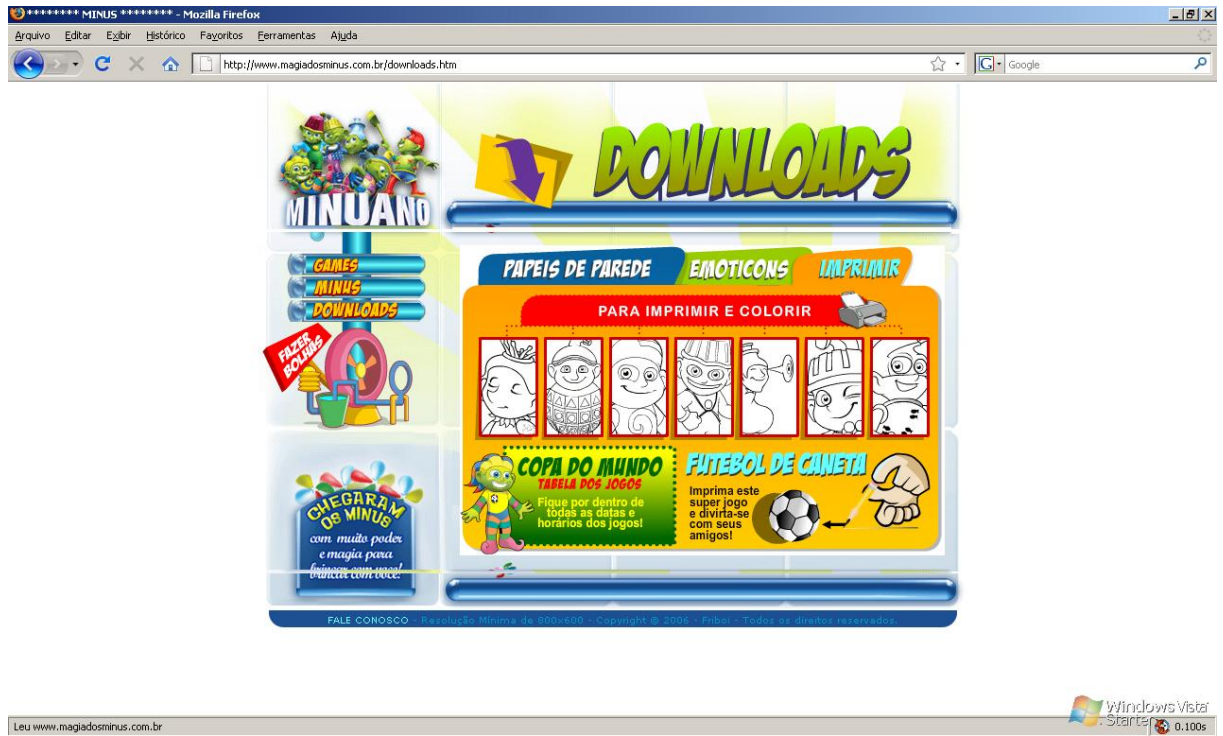 ******** MINUS ******** - Mozilla Firefox
Arquivo Editar Exibir Histórico Favoritos Ferramentas Ajuda
http://www.magiadosminus.com.br/downloads.htm
G Google
MINUANO
DOWNLOADS
GAMES
MINUS
DOWNLOADS
FAZER
BOLHAS
PAPEIS DE PAREDE EMOTICONS IMPRIMIR
PARA IMPRIMIR E COLORIR
COPA DO MUNDO
TABELA DOS JOGOS
Fique por dentro de
todas as datas e
horários dos jogos!
FUTEBOL DE CANETA
Imprima este
super jogo
e divirta-se
com seus
amigos!
CHEGARAM
OS MINUS
com muito poder
e magia para
brincar com voce!
FALE CONOSCO - Resolução Mínima de 800x600 - Copyright @ 2006 - Friboi - Todos os direitos reservados.
Windows Vista
Starter
Leu www.magiadosminus.com.br
0.100s